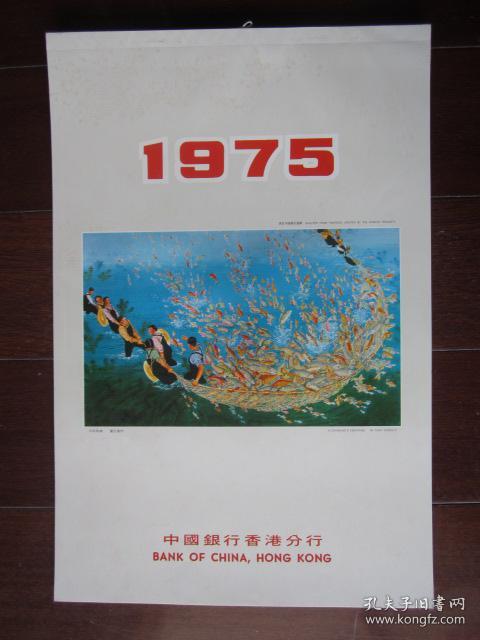 1975
中國銀行香港分行
BANK OF CHINA, HONG KONG
孔夫子旧书网
www.kongfz.com